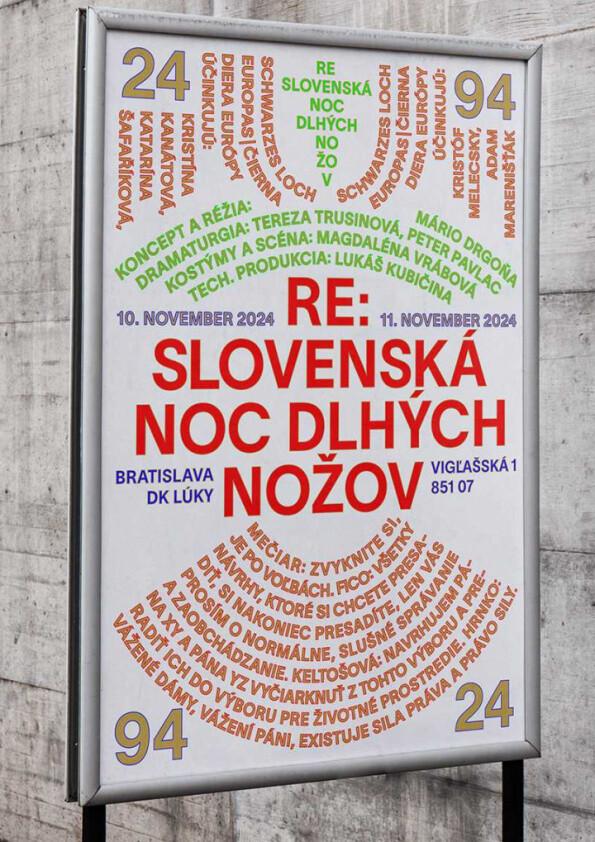 24
SCHWARZES LOCH
EUROPAS|ČIERNA
DIERA EURÓPY
ÚČINKUJÚ:
KRISTÍNA
KANÁTOVÁ,
KATARÍNA
ŠAFAŘÍKOVÁ,
RE
SLOVENSKÁ
NOC
DLHÝCH
NO
ŽO
V
SCHWARZES LOCH
EUROPAS|ČIERNA
DIERA EURÓPY
ÚČINKUJÚ:
KRISTÓF
MELECSKY,
ADAM
MARENIŠŤÁK
94
KONCEPT A RÉŽIA: MÁRIO DRGOŇA
DRAMATURGIA: TEREZA TRUSINOVÁ, PETER PAVLAC
KOSTÝMY A SCÉNA: MAGDALÉNA VRÁBOVÁ
TECH. PRODUKCIA: LUKÁŠ KUBIČINA
10. NOVEMBER 2024 RE: 11. NOVEMBER 2024
SLOVENSKÁ
NOC DLHÝCH
NOŽOV
BRATISLAVA
DK LÚKY
VIGĽAŠSKÁ 1
851 07
MEČIAR: ZVYKNITE SI,
JE PO VOĽBÁCH. FICO: VŠETKY
NÁVRHY, KTORÉ SI CHCETE PRESA-
DIŤ, SI NAKONIEC PRESADÍTE, LEN VÁS
PROSÍM O NORMÁLNE, SLUŠNÉ SPRÁVANIE
A ZAOBCHÁDZANIE. KELTOŠOVÁ: NAVRHUJEM PÁ-
NA XY A PÁNA YZ VYČIARKNUŤ Z TOHTO VÝBORU A PRE-
RADIŤ ICH DO VÝBORU PRE ŽIVOTNÉ PROSTREDIE. HRNKO:
VÁŽENÉ DÁMY, VÁŽENÍ PÁNI, EXISTUJE SILA PRÁVA A PRÁVO SILY.
94
24